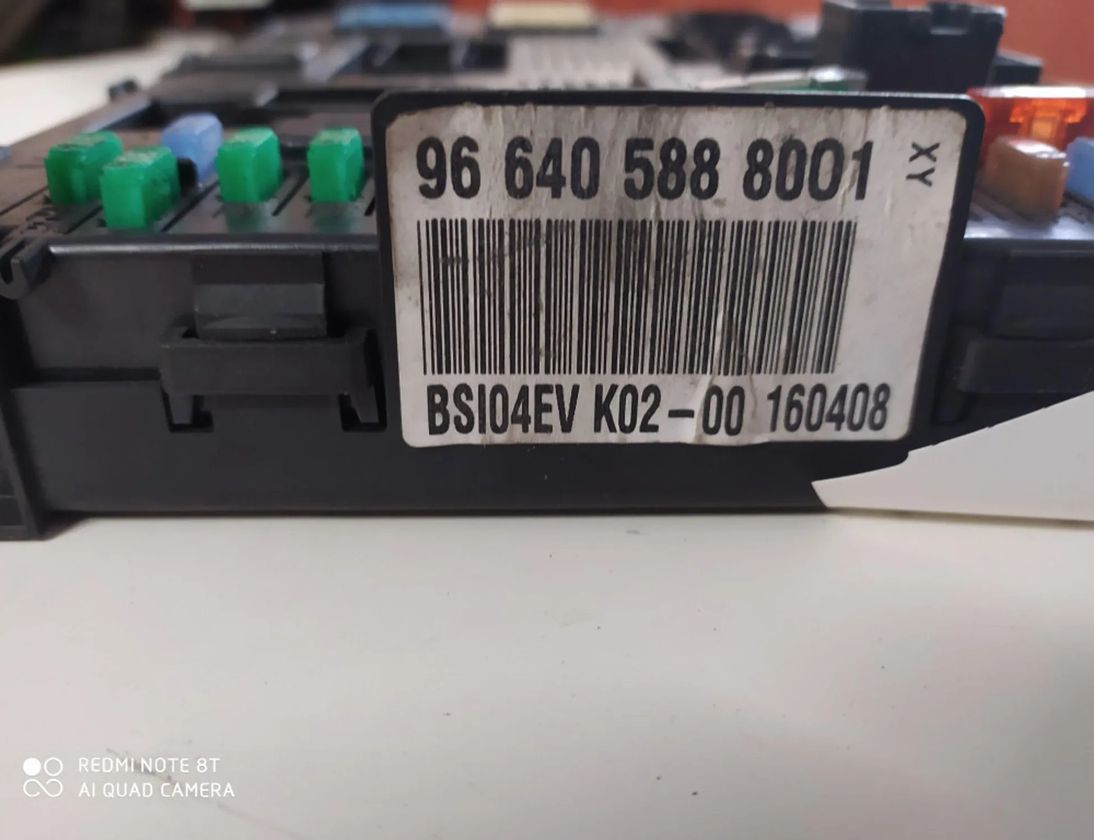 96 640 588 8001
XY
BSI04EV K02-00 160408
REDMI NOTE 8T
AI QUAD CAMERA